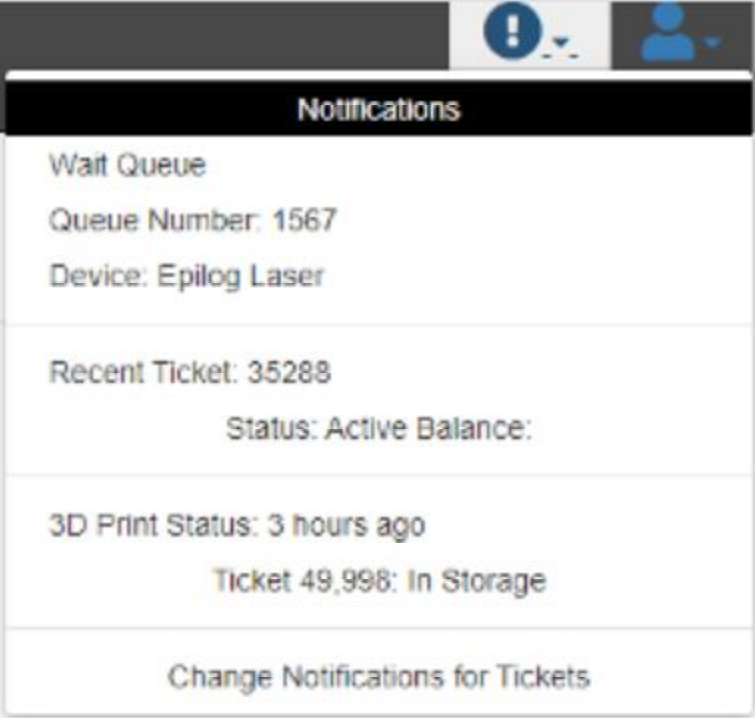 Notifications
Wait Queue
Queue Number: 1567
Device: Epilog Laser
Recent Ticket: 35288
Status: Active Balance:
3D Print Status: 3 hours ago
Ticket 49,998: In Storage
Change Notifications for Tickets